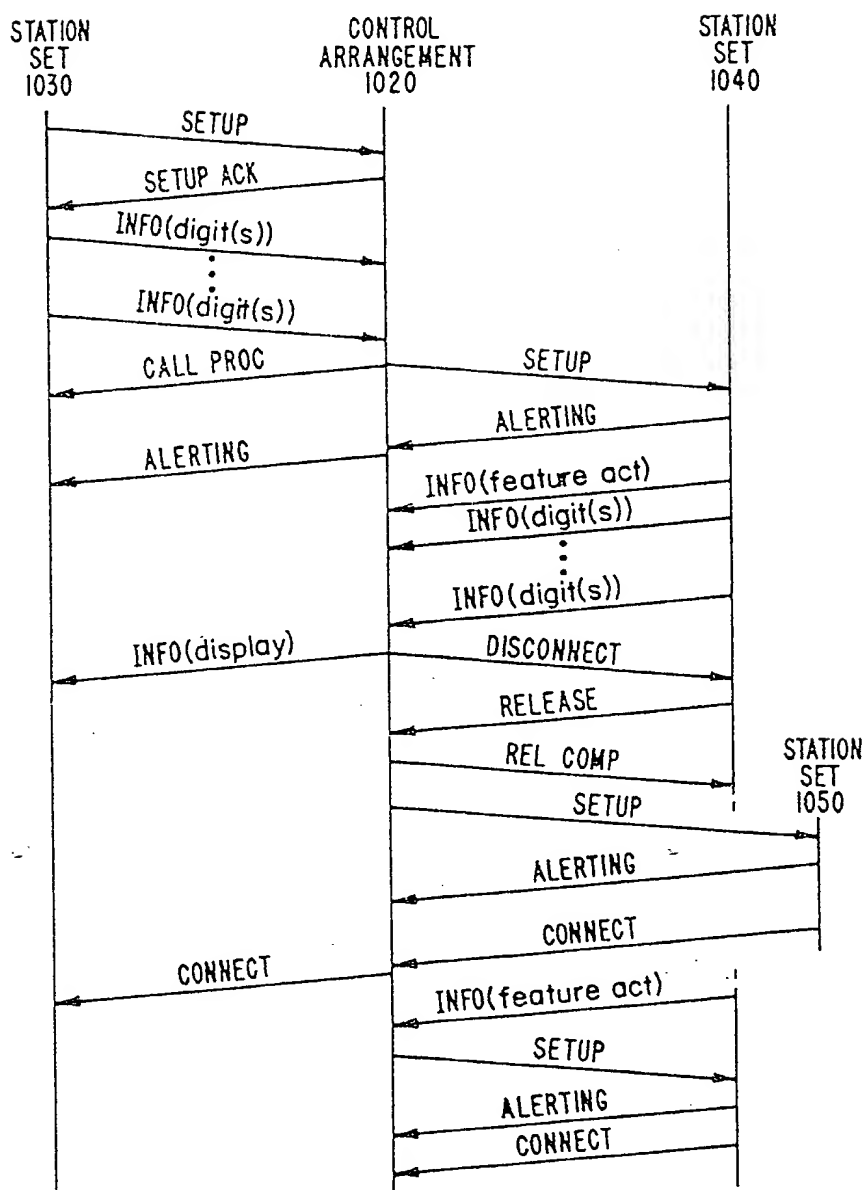 STATION
SET
1030
CONTROL
ARRANGEMENT
1020
STATION
SET
1040
SETUP
SETUP ACK
INFO(digit(s))
INFO(digit(s))
CALL PROC
SETUP
ALERTING
ALERTING
INFO(feature act)
INFO(digit(s))
INFO(digit(s))
INFO(display)
DISCONNECT
RELEASE
REL COMP
STATION
SET
1050
SETUP
ALERTING
CONNECT
CONNECT
INFO(feature act)
SETUP
ALERTING
CONNECT